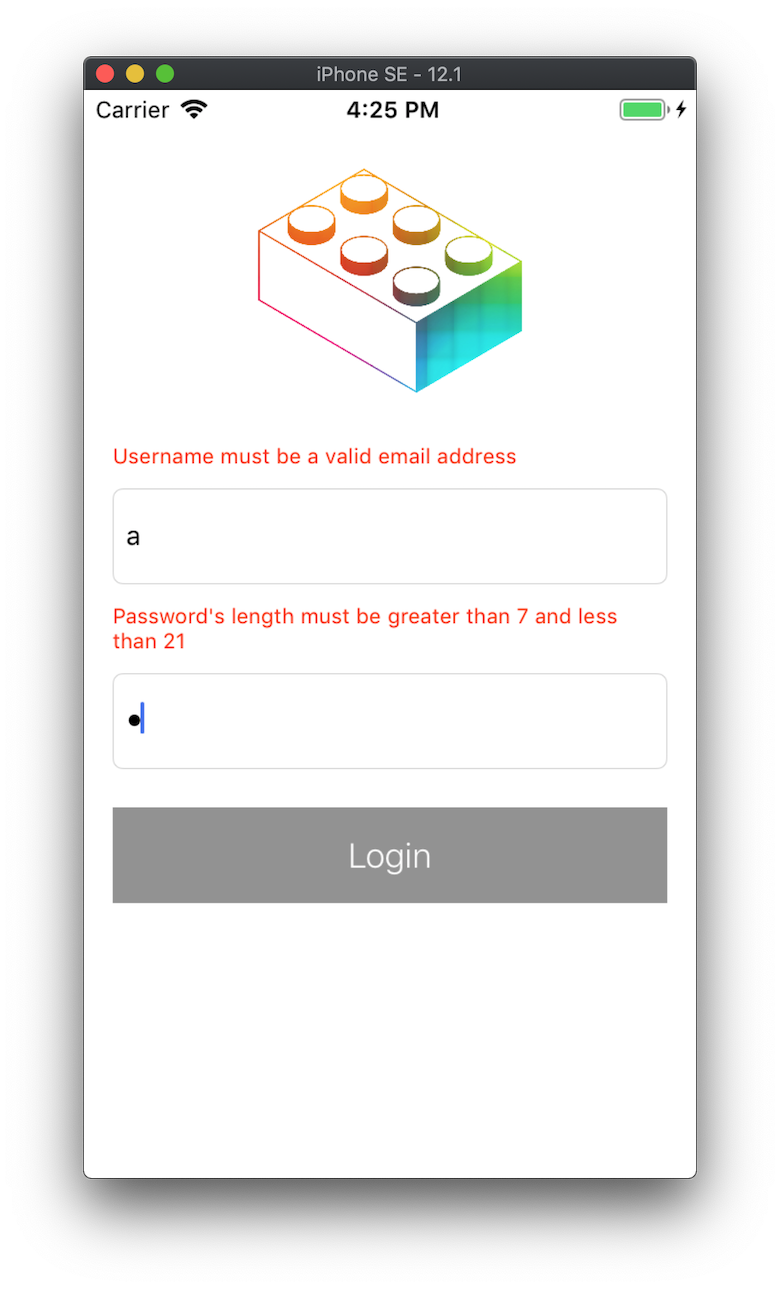 iPhone SE - 12.1
Carrier
4:25 PM
Username must be a valid email address
a
Password's length must be greater than 7 and less
than 21
•
Login